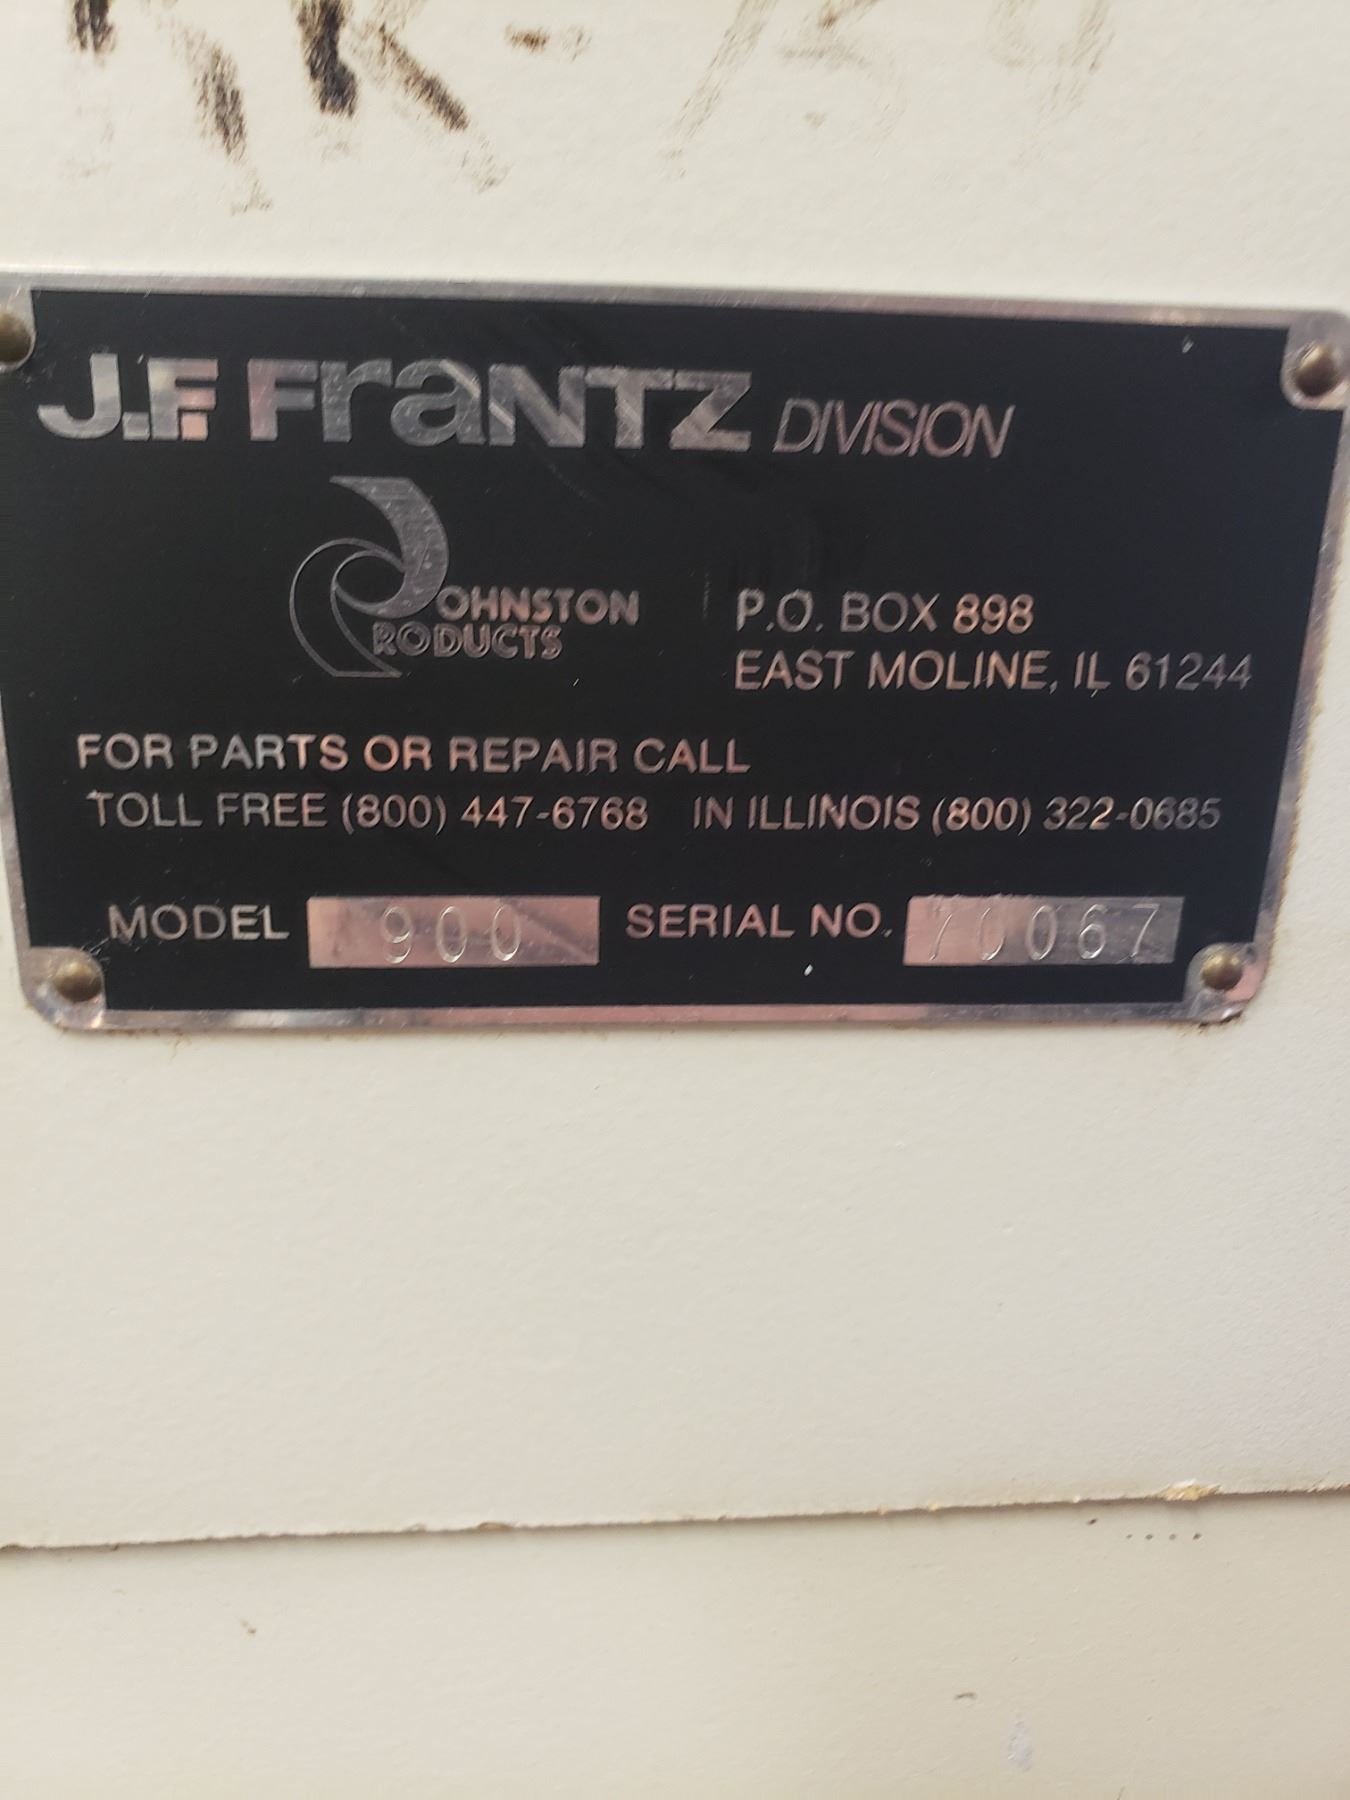 J.F. Frantz DIVISION
JOHNSTON
PRODUCTS
P.O. BOX 898
EAST MOLINE, IL 61244
FOR PARTS OR REPAIR CALL
TOLL FREE (800) 447-6768 IN ILLINOIS (800) 322-0685
MODEL 900 SERIAL NO. 70067